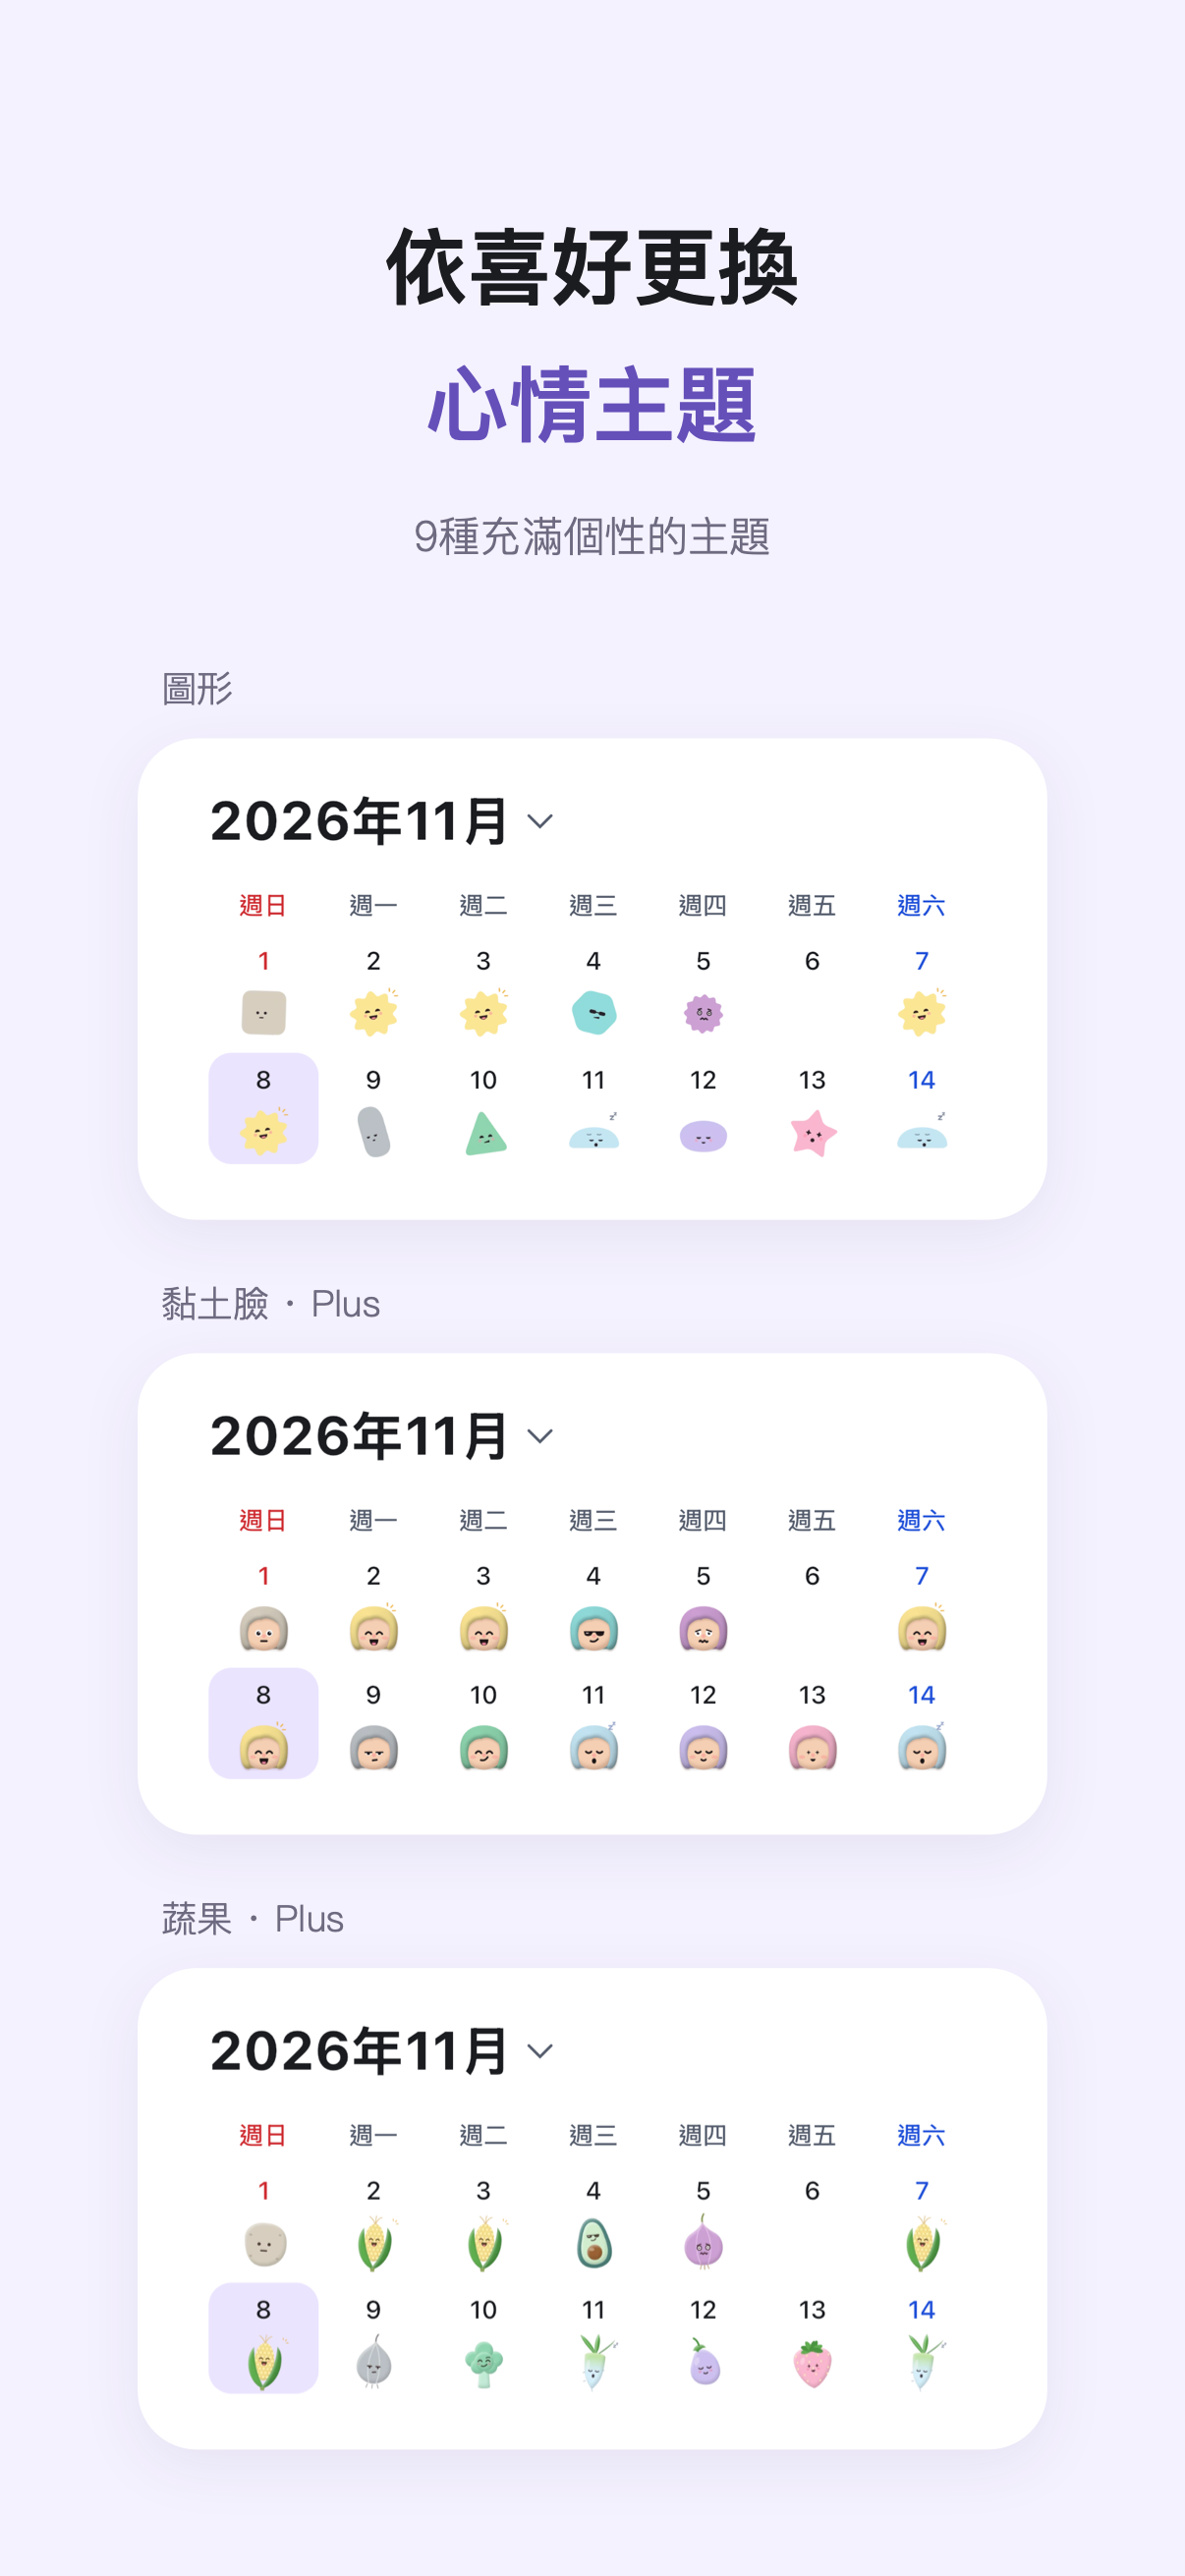 依喜好更換
心情主題
9種充滿個性的主題
圖形
2026年11月
週日 週一 週二 週三 週四 週五 週六
1 2 3 4 5 6 7
8 9 10 11 12 13 14
黏土臉 · Plus
2026年11月
週日 週一 週二 週三 週四 週五 週六
1 2 3 4 5 6 7
8 9 10 11 12 13 14
蔬果 · Plus
2026年11月
週日 週一 週二 週三 週四 週五 週六
1 2 3 4 5 6 7
8 9 10 11 12 13 14